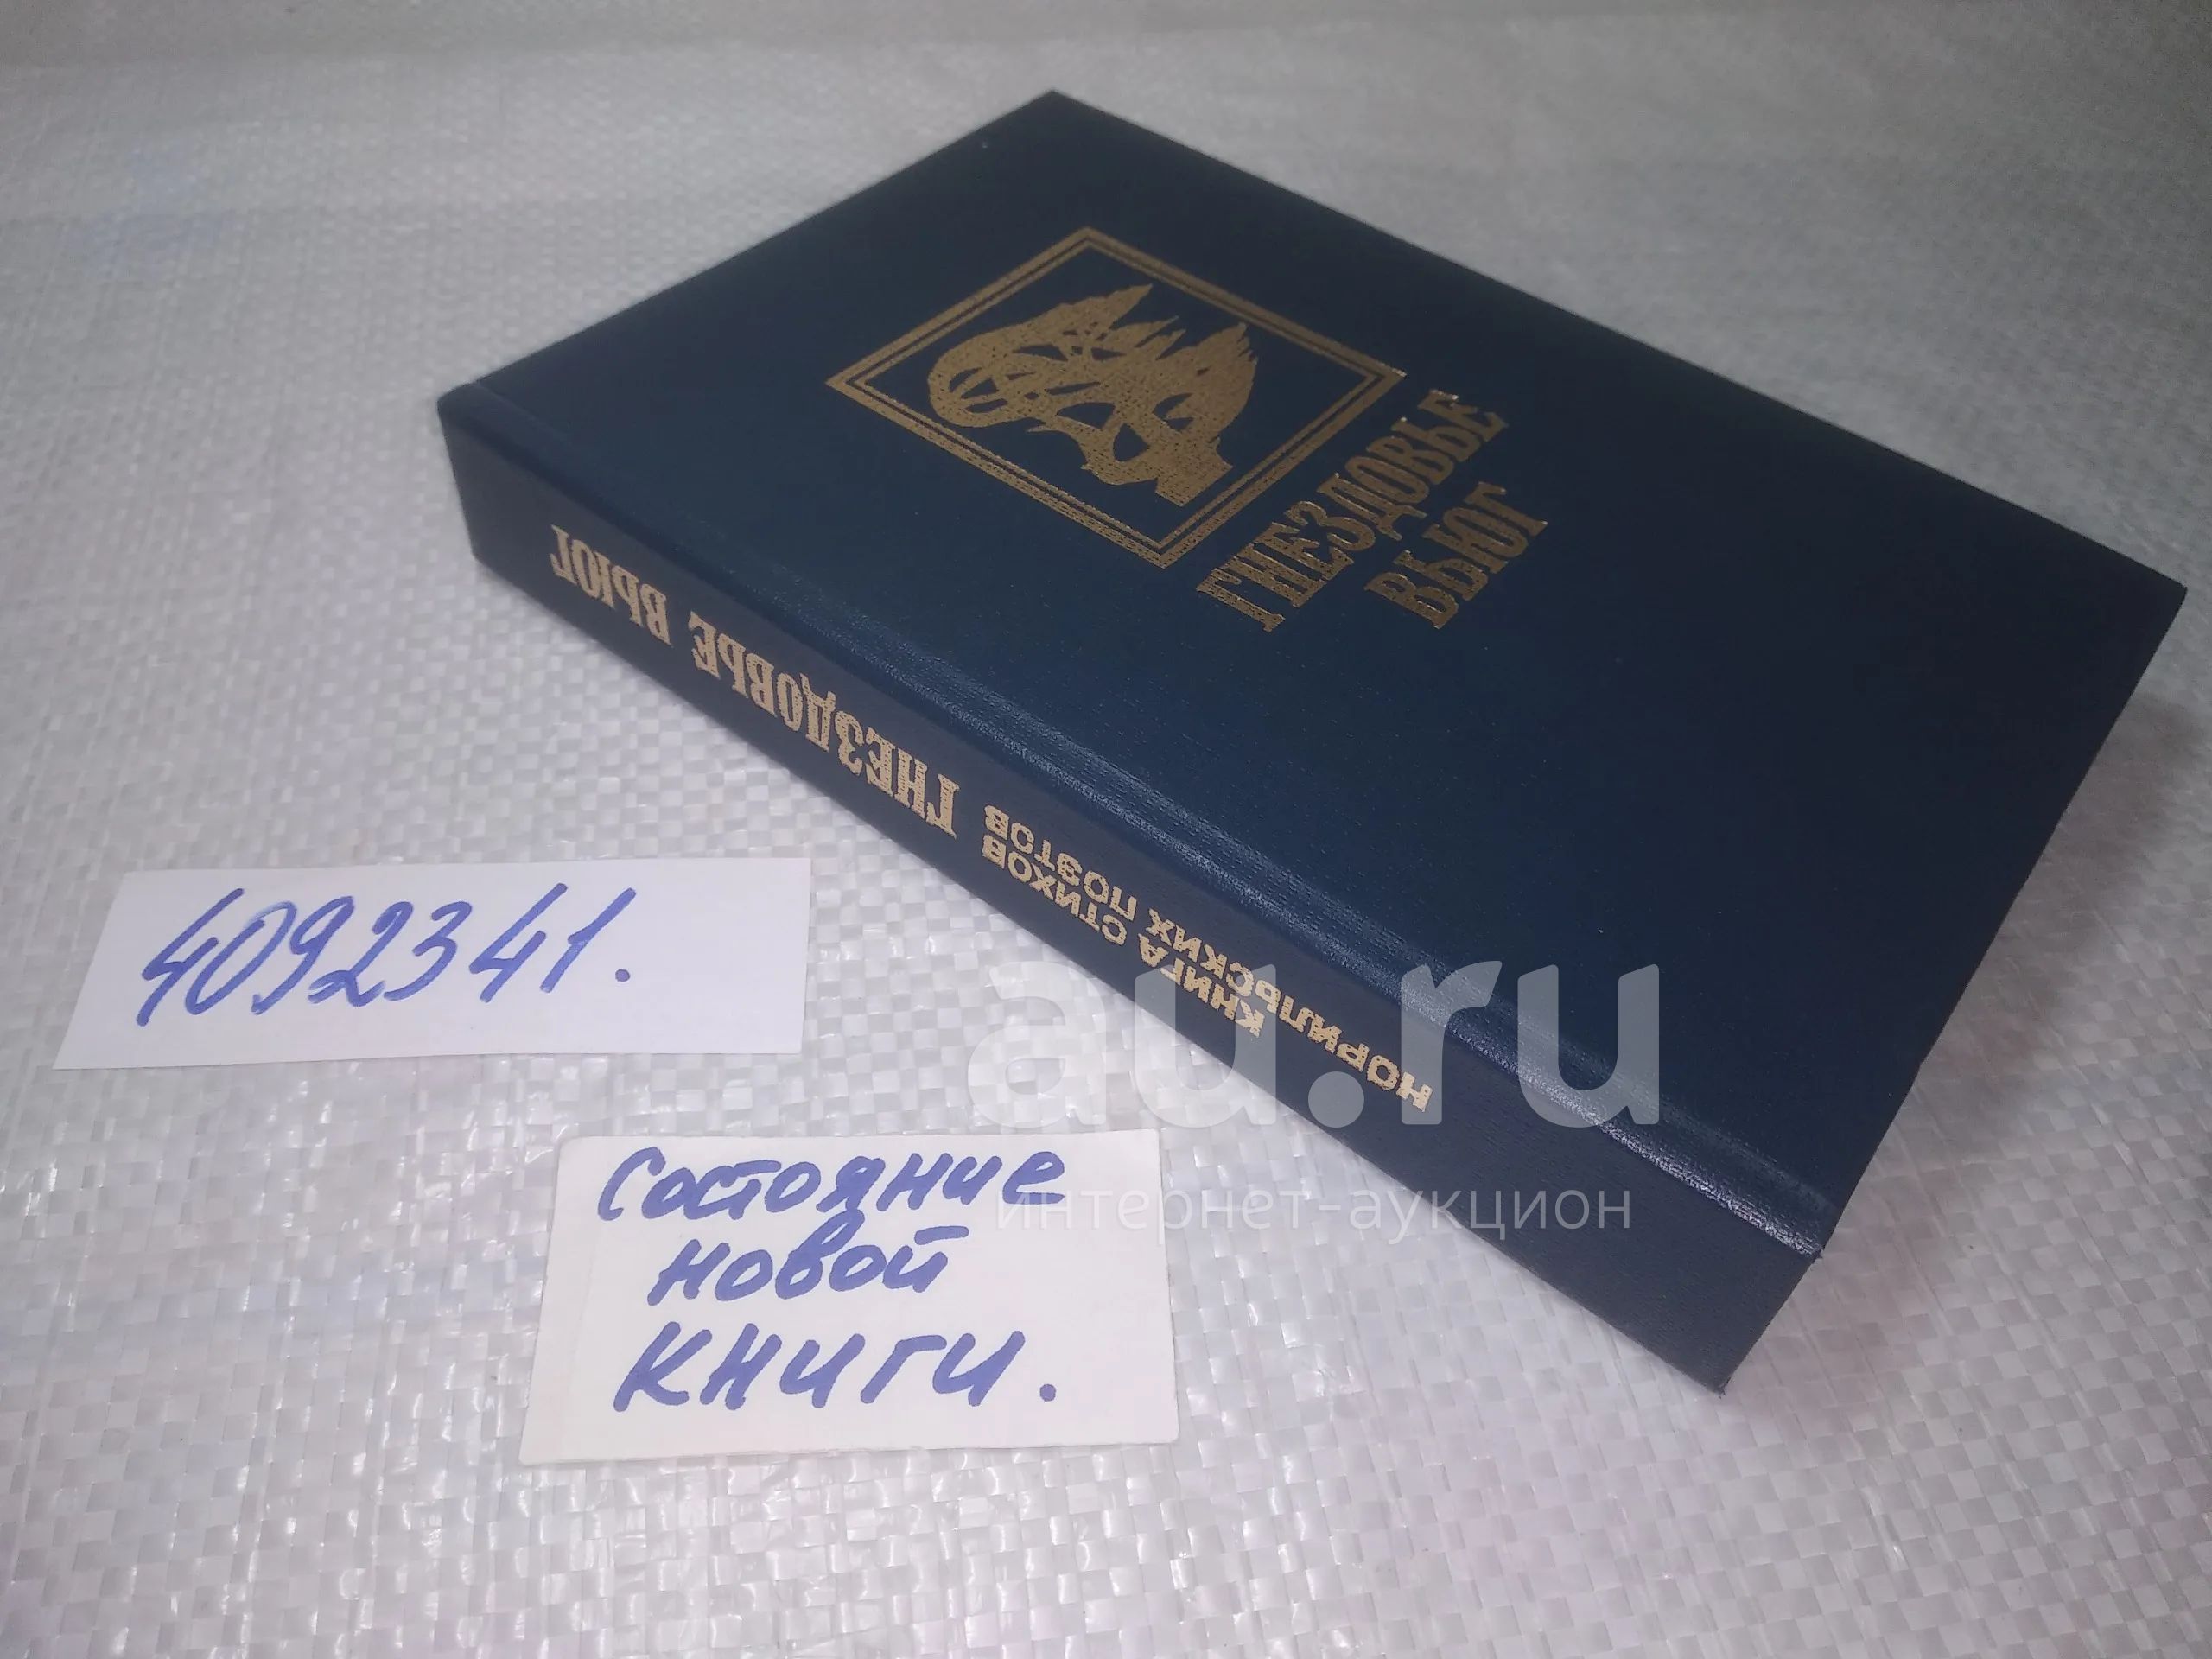 ГНЕЗДОВЬЕ
ВЬЮГ
КНИГА СТИХОВ
НОРИЛЬСКИХ ПОЭТОВ
ГНЕЗДОВЬЕ ВЬЮГ
4092341.
Состояние
новой
книги.
au.ru
интернет-аукцион